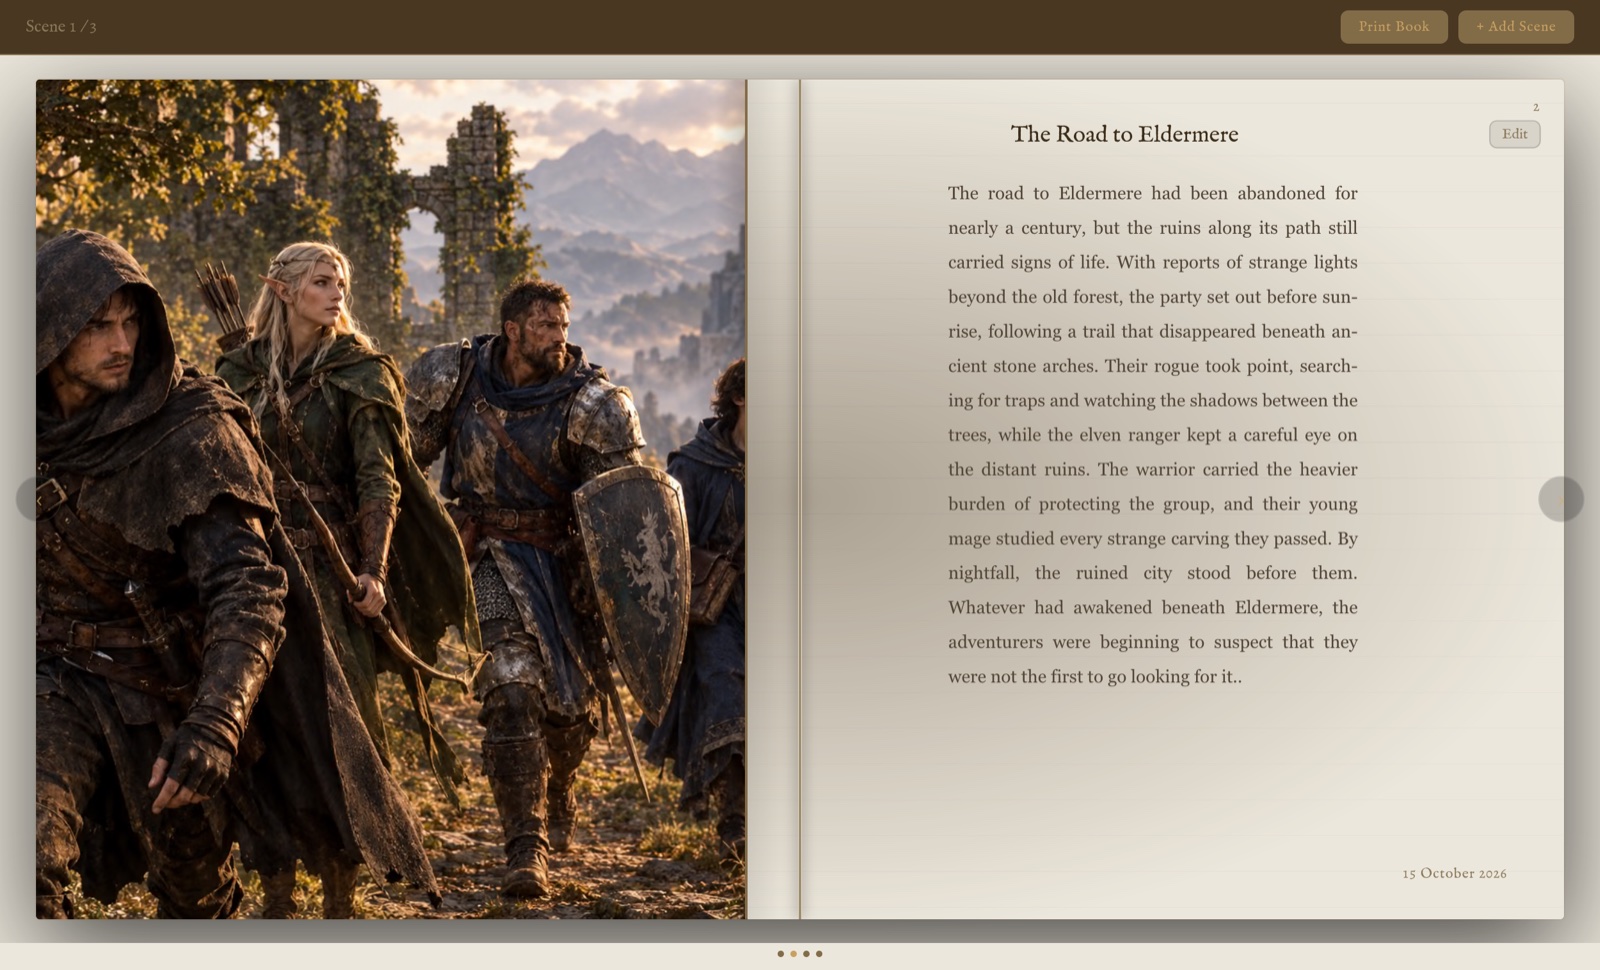 Scene 1 / 3
Print Book
+ Add Scene
2
The Road to Eldermere
Edit
The road to Eldermere had been abandoned for
nearly a century, but the ruins along its path still
carried signs of life. With reports of strange lights
beyond the old forest, the party set out before sun-
rise, following a trail that disappeared beneath an-
cient stone arches. Their rogue took point, search-
ing for traps and watching the shadows between the
trees, while the elven ranger kept a careful eye on
the distant ruins. The warrior carried the heavier
burden of protecting the group, and their young
mage studied every strange carving they passed. By
nightfall, the ruined city stood before them.
Whatever had awakened beneath Eldermere, the
adventurers were beginning to suspect that they
were not the first to go looking for it..
15 October 2026